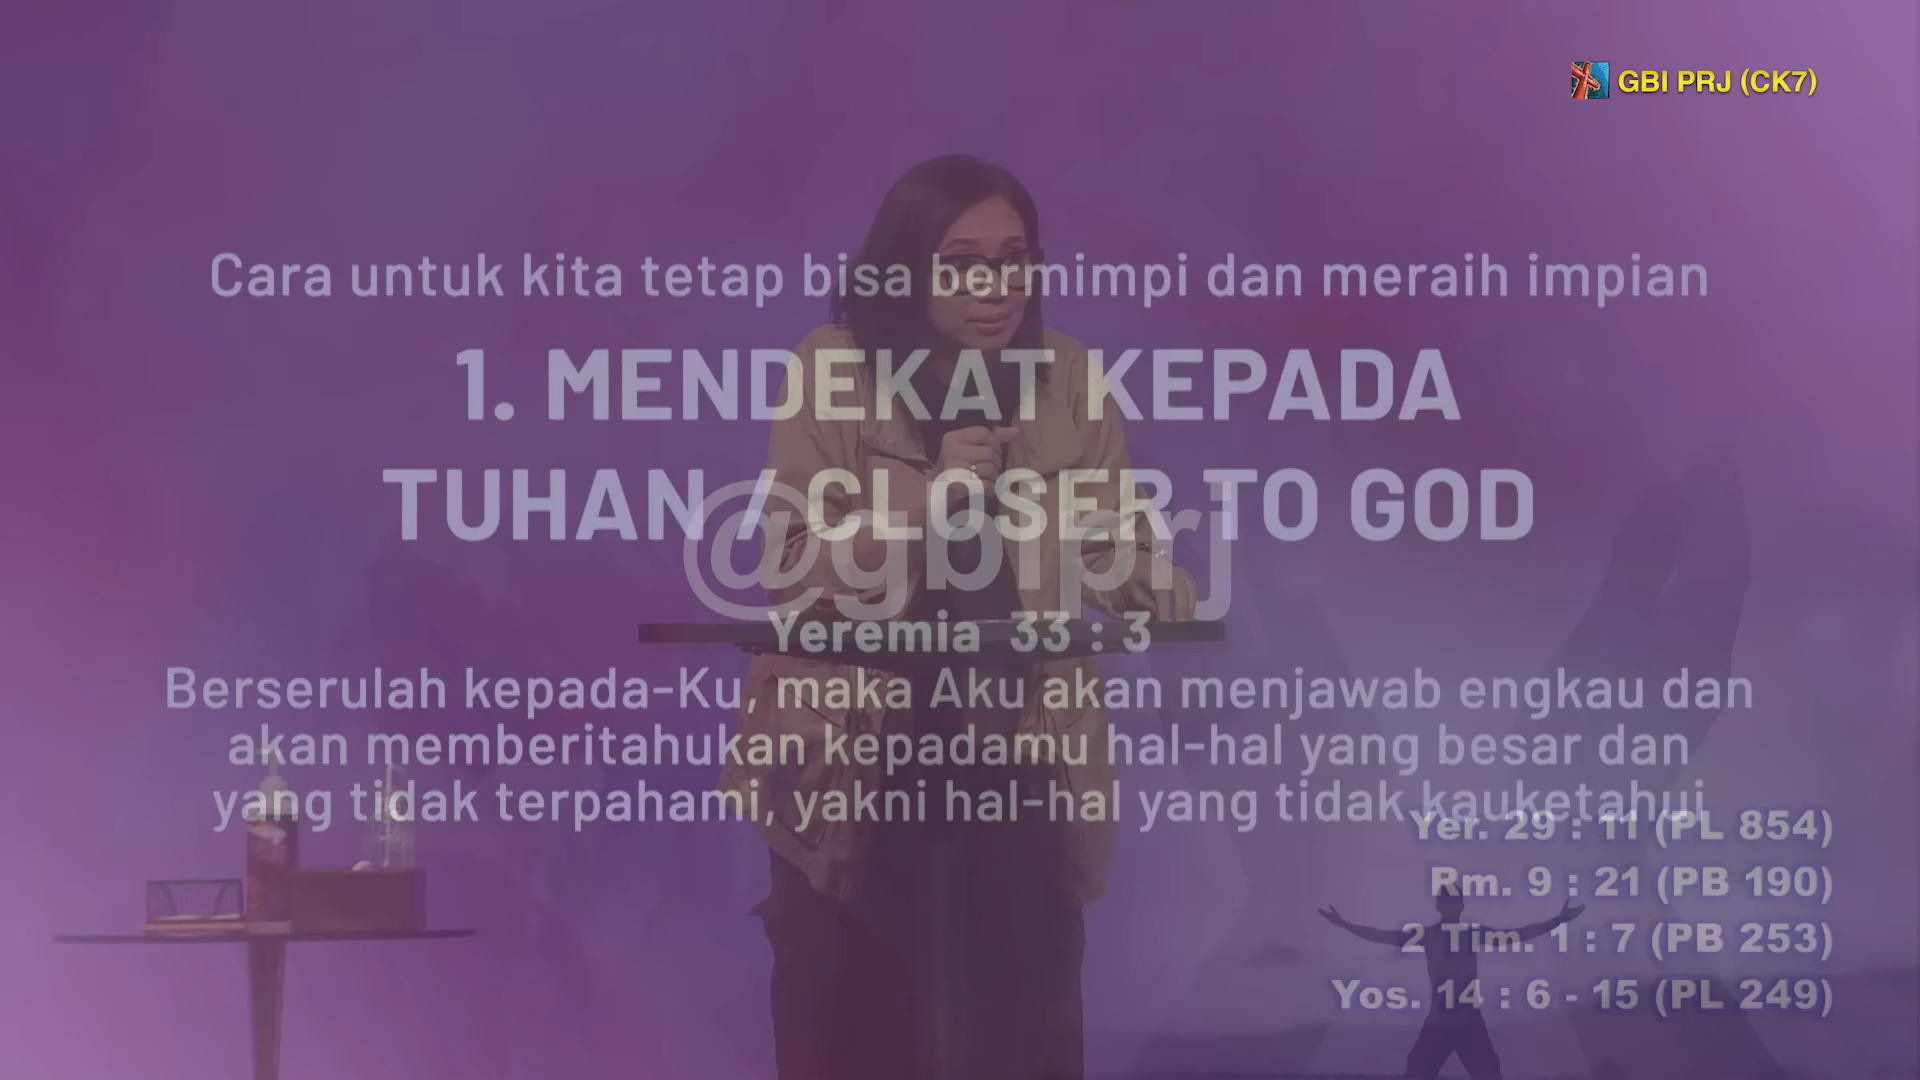 GBI PRJ (CK7)
Cara untuk kita tetap bisa bermimpi dan meraih impian
1. MENDEKAT KEPADA
TUHAN / CLOSER TO GOD
@gbiprj
Yeremia 33 : 3
Berserulah kepada-Ku, maka Aku akan menjawab engkau dan
akan memberitahukan kepadamu hal-hal yang besar dan
yang tidak terpahami, yakni hal-hal yang tidak kauketahui
Yer. 29 : 11 (PL 854)
Rm. 9 : 21 (PB 190)
2 Tim. 1 : 7 (PB 253)
Yos. 14 : 6 - 15 (PL 249)